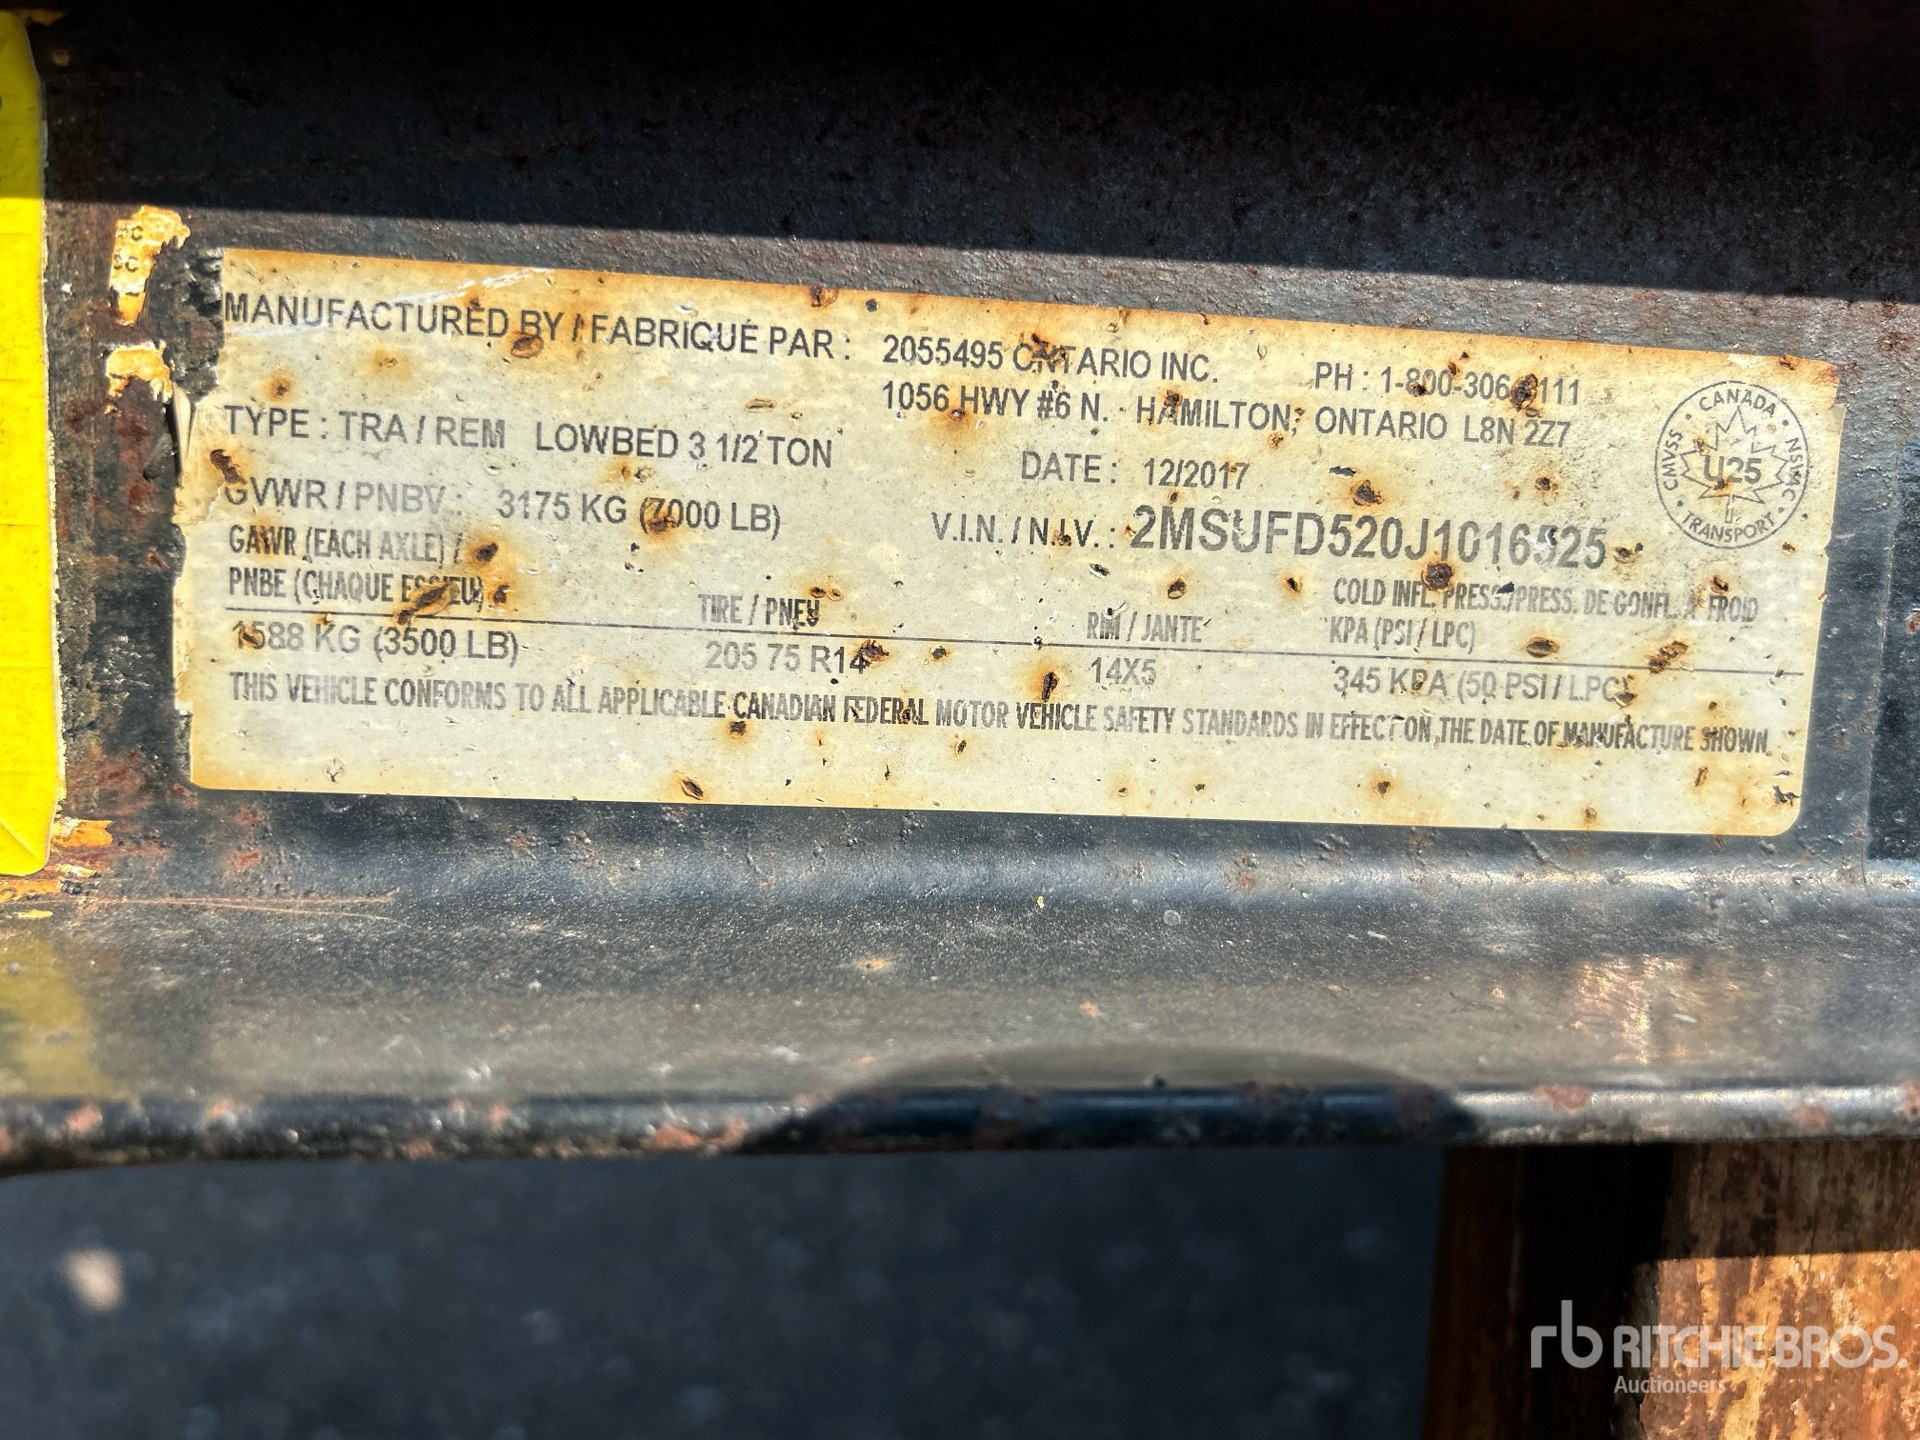 MANUFACTURED BY / FABRIQUÉ PAR : 2055495 ONTARIO INC. PH : 1-800-306-
1056 HWY #6 N. - HAMILTON, ONTARIO L8N 2Z7
TYPE : TRA / REM LOWBED 3 1/2 TON DATE : 12/2017
GVWR / PNBV : 3175 KG (7000 LB) V.I.N. / N.I.V. : 2MSUFD520J1016525
GAWR (EACH AXLE) /
PNBE (CHAQUE ESSIEU) TIRE / PNEU RIM / JANTE COLD INFL. PRESS./PRESS. DE GONFL. A FROID
KPA (PSI / LPC)
1588 KG (3500 LB) 205 75 R14 14X5 345 KPA (50 PSI / LPC)
THIS VEHICLE CONFORMS TO ALL APPLICABLE CANADIAN FEDERAL MOTOR VEHICLE SAFETY STANDARDS IN EFFECT ON THE DATE OF MANUFACTURE SHOWN
CANADA
CMVSS U25 NSVAC
TRANSPORT
rb RITCHIE BROS.
Auctioneers